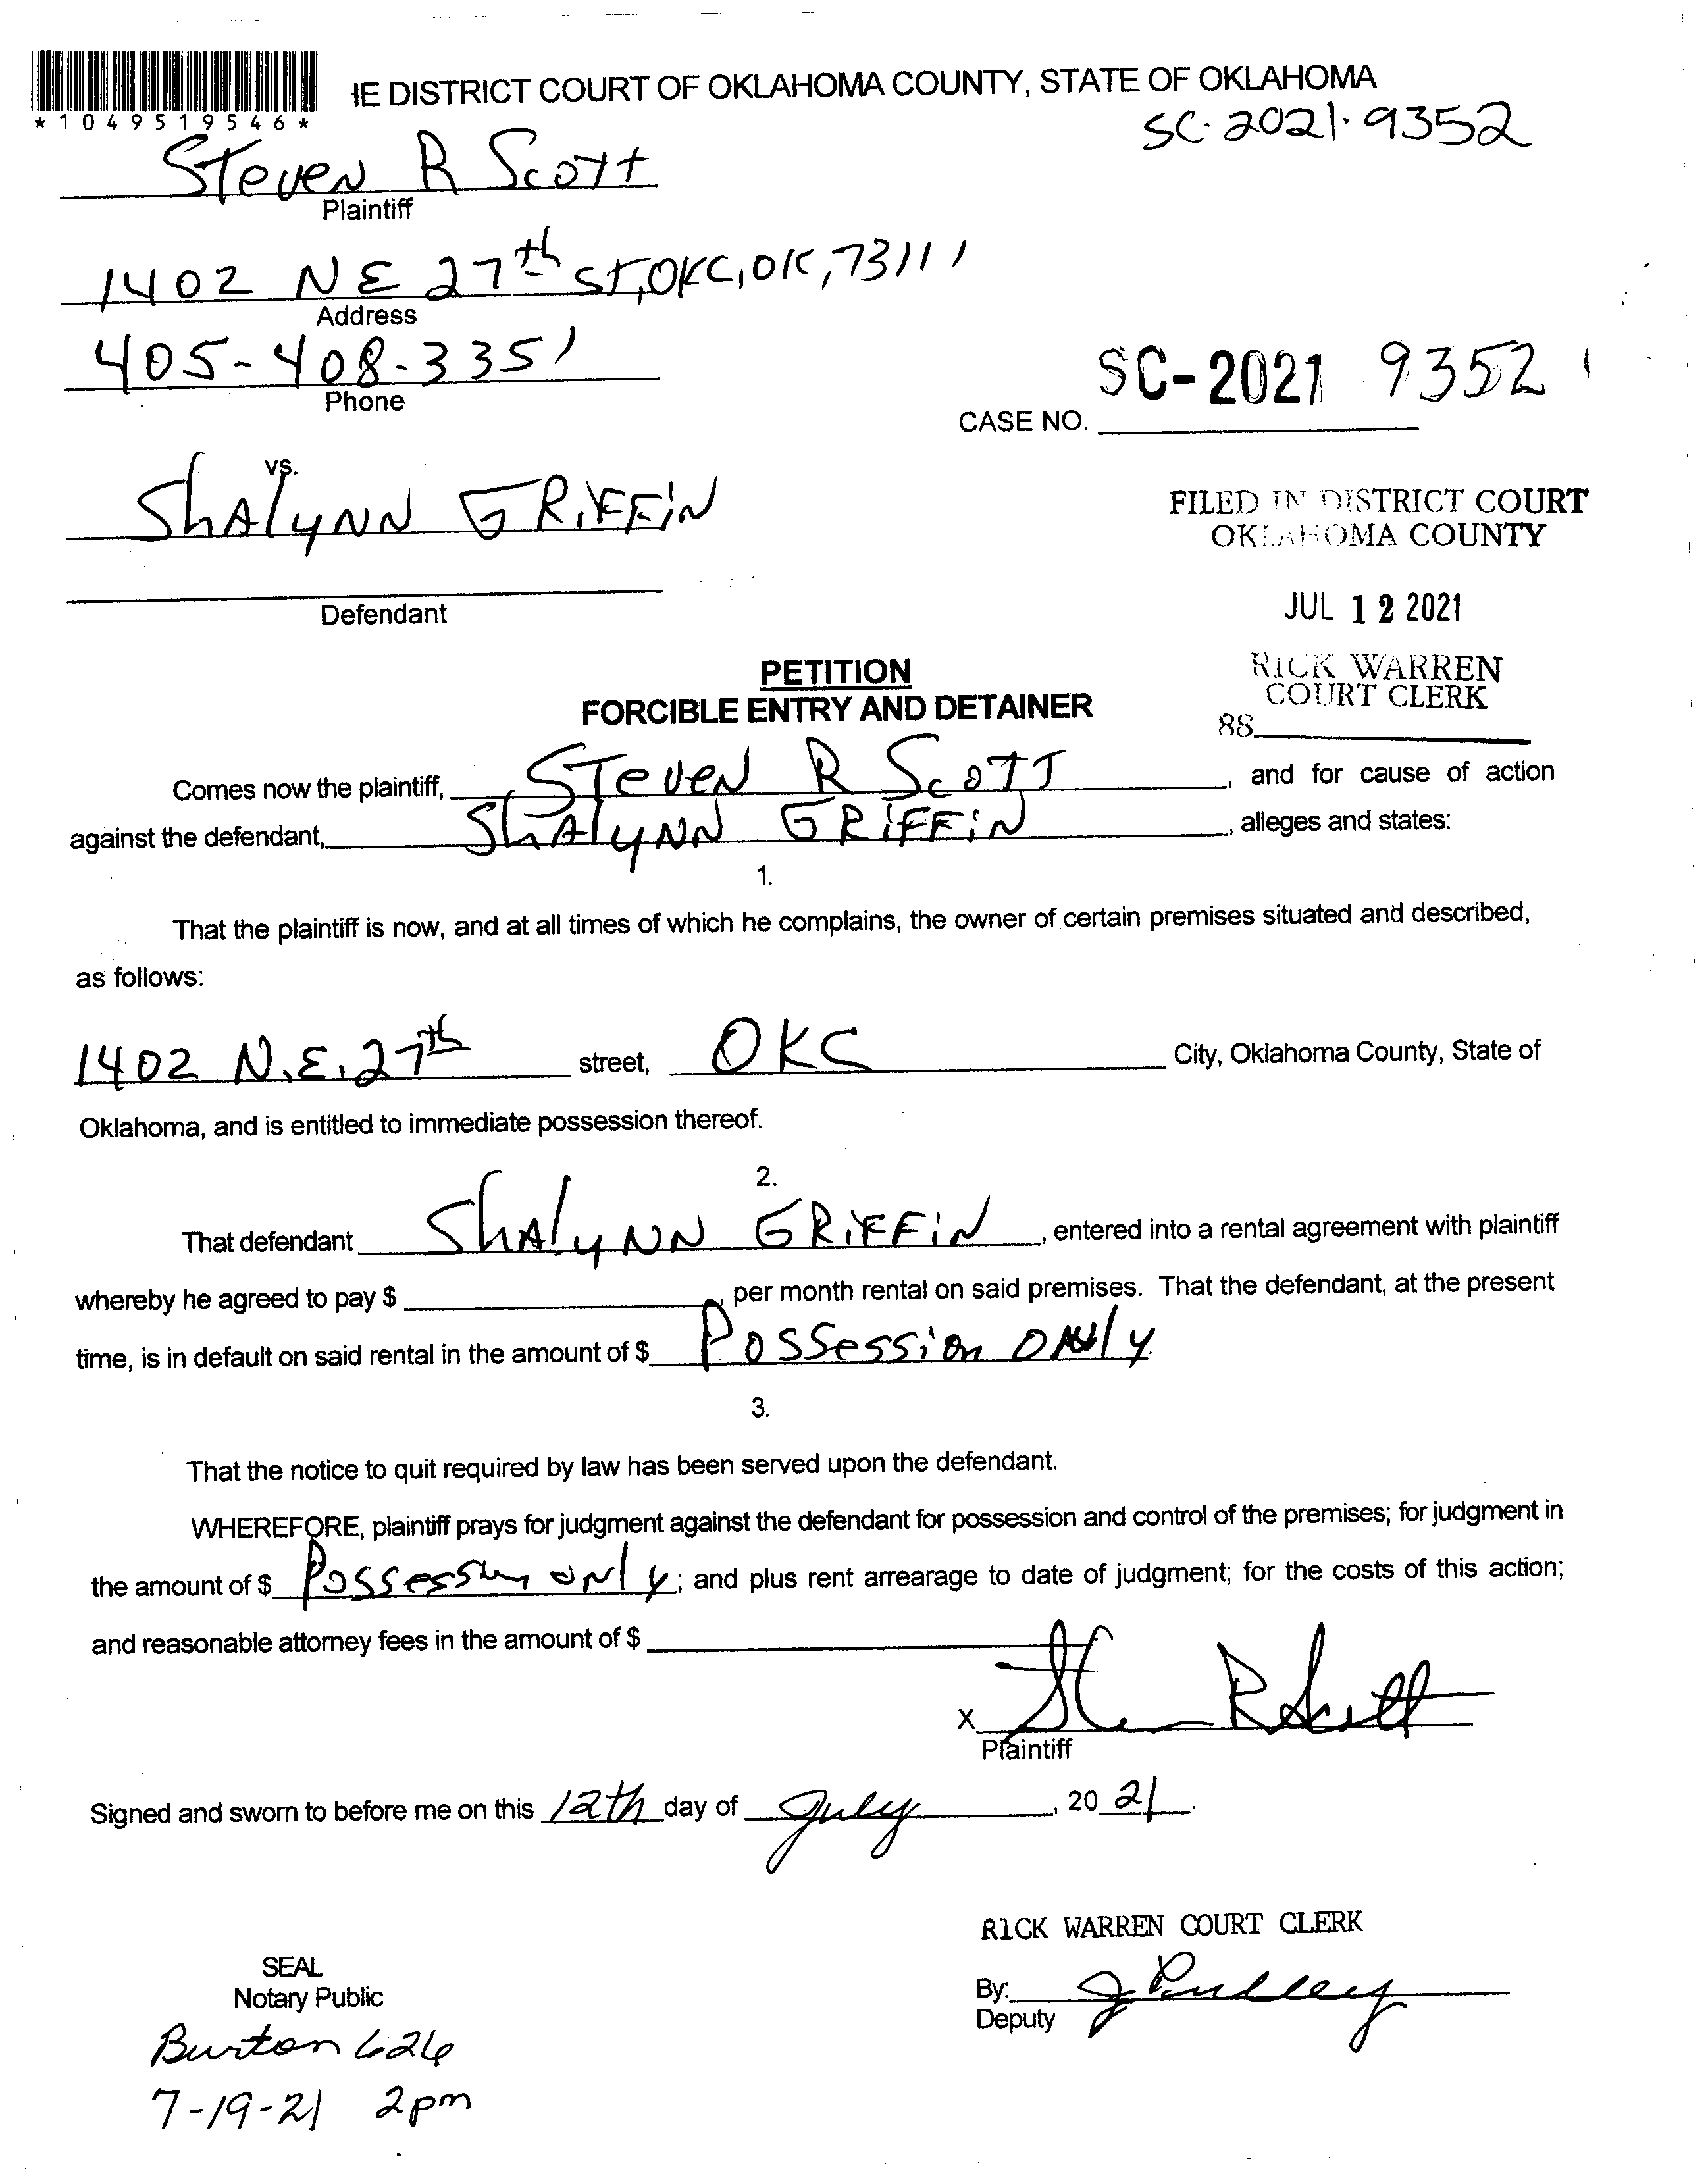 IE DISTRICT COURT OF OKLAHOMA COUNTY, STATE OF OKLAHOMA
*1049519546*
SC-2021-9352
Steven R Scott
Plaintiff
1402 NE 27th ST, OKC, OK, 73111
Address
405-408-3351
Phone
SC-2021 9352
CASE NO.
vs.
ShAlyNN GRiFFiN
FILED IN DISTRICT COURT
OKLAHOMA COUNTY
Defendant
JUL 12 2021
PETITION
RICK WARREN
COURT CLERK
FORCIBLE ENTRY AND DETAINER
88
Comes now the plaintiff, STeveN R ScoTT, and for cause of action
against the defendant, ShAlyNN GRiFFiN, alleges and states:
1.
That the plaintiff is now, and at all times of which he complains, the owner of certain premises situated and described,
as follows:
1402 N.E. 27th street, OKC City, Oklahoma County, State of
Oklahoma, and is entitled to immediate possession thereof.
2.
That defendant ShAlyNN GRiFFiN, entered into a rental agreement with plaintiff
whereby he agreed to pay $ , per month rental on said premises. That the defendant, at the present
time, is in default on said rental in the amount of $ Possession ONly
3.
That the notice to quit required by law has been served upon the defendant.
WHEREFORE, plaintiff prays for judgment against the defendant for possession and control of the premises; for judgment in
the amount of $ Possession only; and plus rent arrearage to date of judgment; for the costs of this action;
and reasonable attorney fees in the amount of $
X Steven R Scott
Plaintiff
Signed and sworn to before me on this 12th day of July, 20 21.
RICK WARREN COURT CLERK
SEAL
Notary Public
By: J Pulley
Deputy
Burton 626
7-19-21 2pm